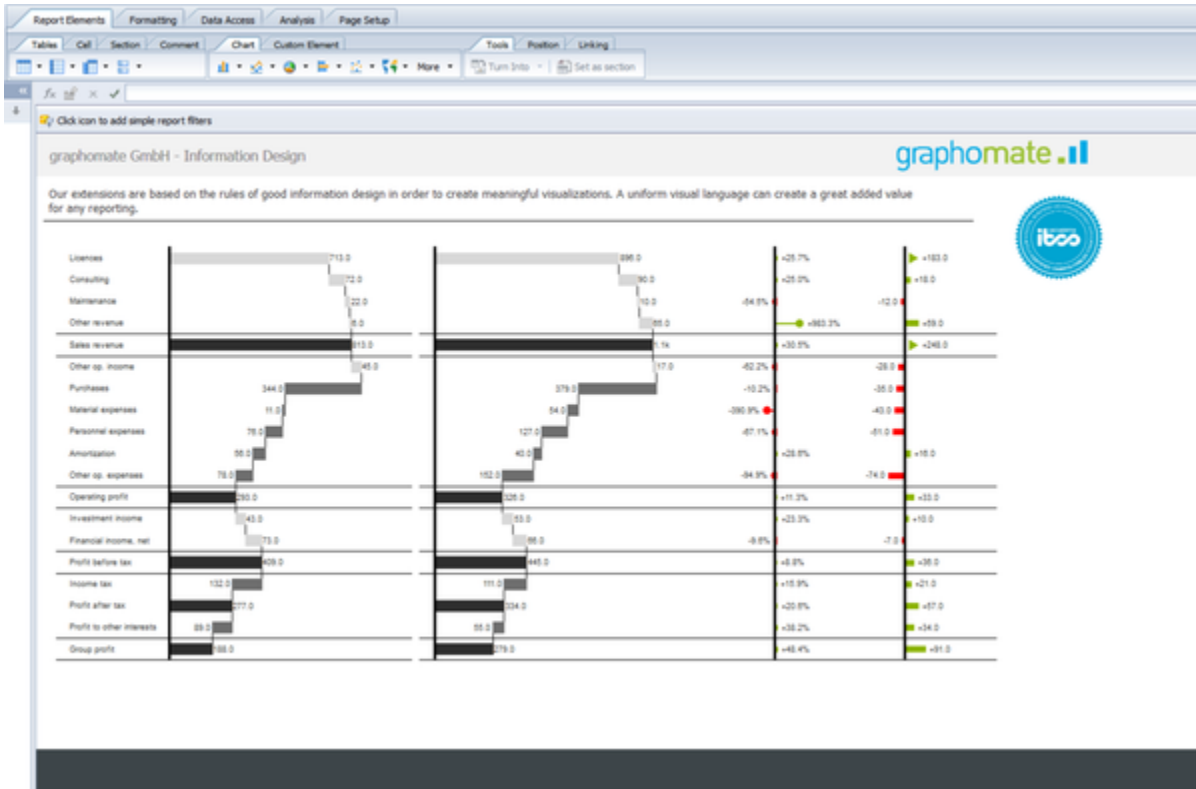 Report Elements Formatting Data Access Analysis Page Setup
Tables Cell Section Comment Chart Custom Element Tools Position Linking
More Turn Into Set as section
Click icon to add simple report filters
graphomate GmbH - Information Design graphomate
Our extensions are based on the rules of good information design in order to create meaningful visualizations. A uniform visual language can create a great added value
for any reporting.
itoo
Licences 713.0 896.0 +25.7% +183.0
Consulting 72.0 90.0 +25.0% +18.0
Maintenance 22.0 10.0 -54.5% -12.0
Other revenue 6.0 65.0 +983.3% +59.0
Sales revenue 813.0 1.1k +30.5% +248.0
Other op. income 45.0 17.0 -62.2% -28.0
Purchases 344.0 379.0 -10.2% -35.0
Material expenses 11.0 54.0 -390.9% -43.0
Personnel expenses 76.0 127.0 -67.1% -51.0
Amortization 56.0 40.0 +28.6% +16.0
Other op. expenses 78.0 152.0 -94.9% -74.0
Operating profit 293.0 326.0 +11.3% +33.0
Investment income 43.0 53.0 +23.3% +10.0
Financial income, net 73.0 66.0 -9.6% -7.0
Profit before tax 409.0 445.0 +8.8% +36.0
Income tax 132.0 111.0 +15.9% +21.0
Profit after tax 277.0 334.0 +20.6% +57.0
Profit to other interests 89.0 55.0 +38.2% +34.0
Group profit 188.0 279.0 +48.4% +91.0